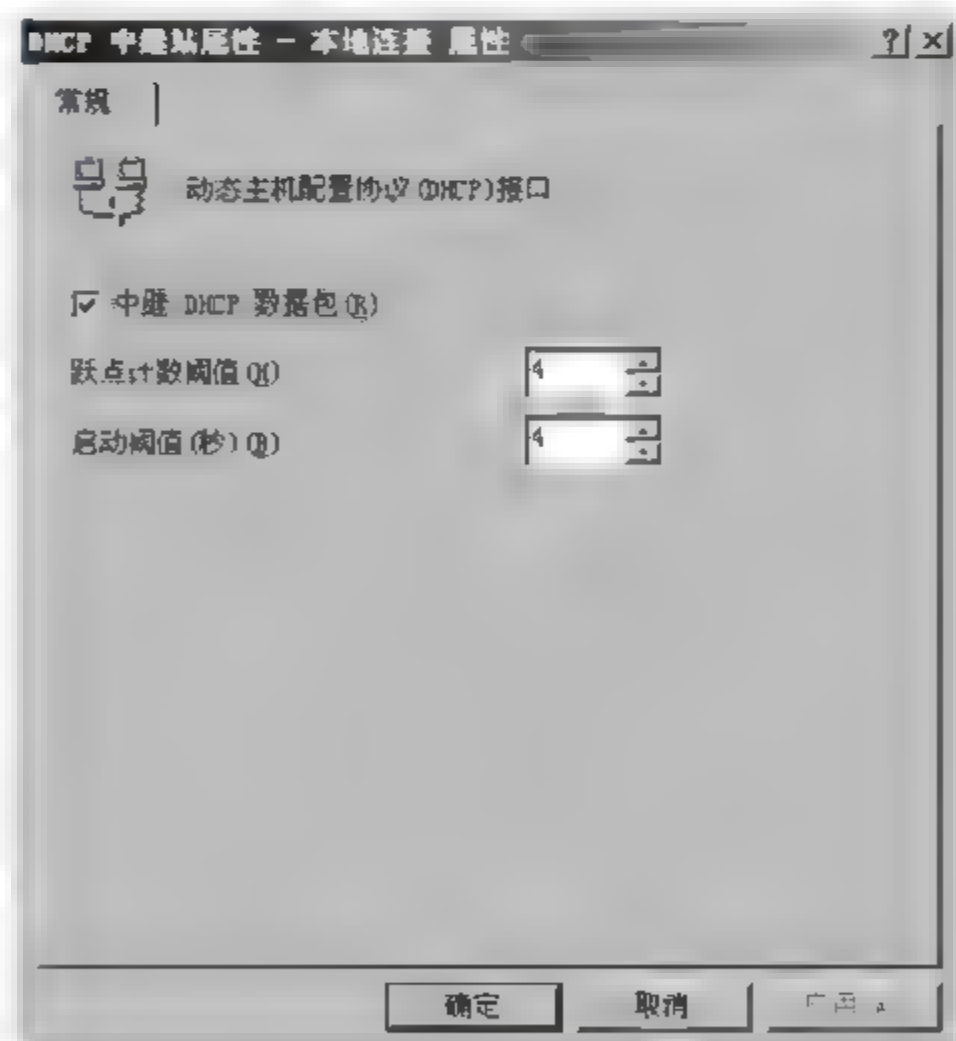 DHCP 中继站属性 - 本地连接 属性
常规
动态主机配置协议(DHCP)接口
中继 DHCP 数据包(R)
跃点计数阈值(H)
4
启动阈值(秒)(B)
4
确定
取消